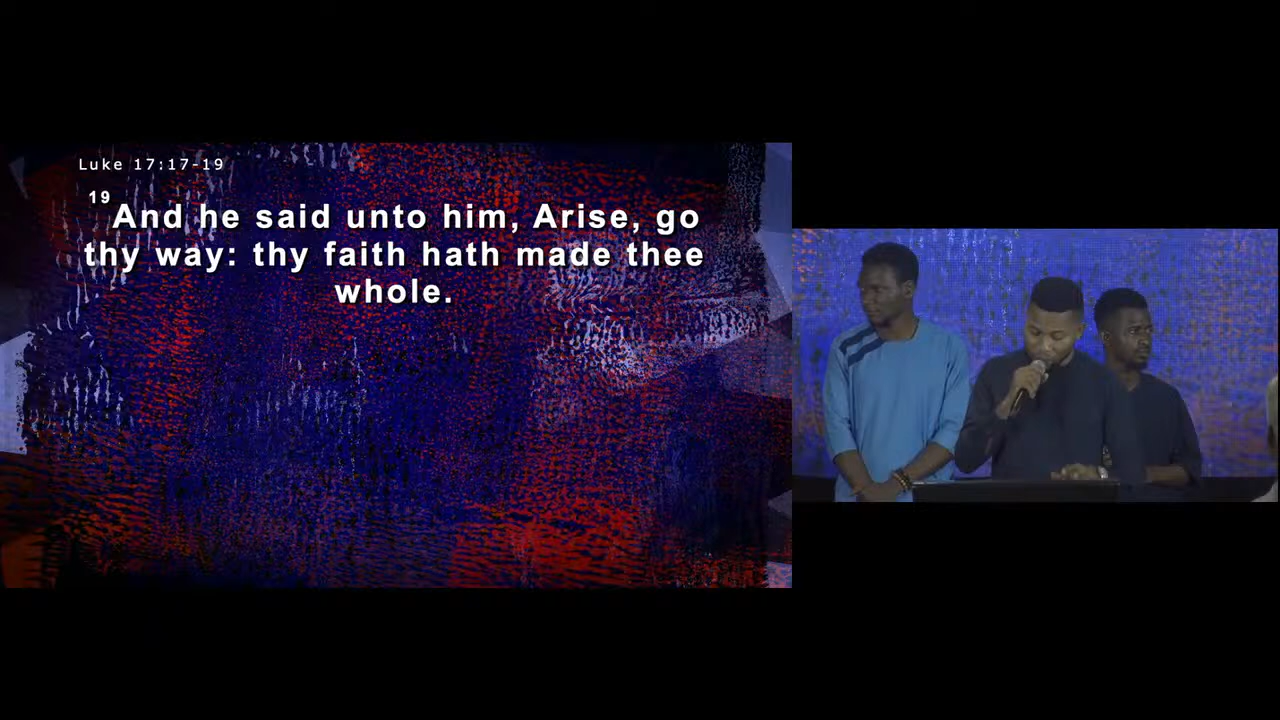 Luke 17:17-19
19 And he said unto him, Arise, go
thy way: thy faith hath made thee
whole.